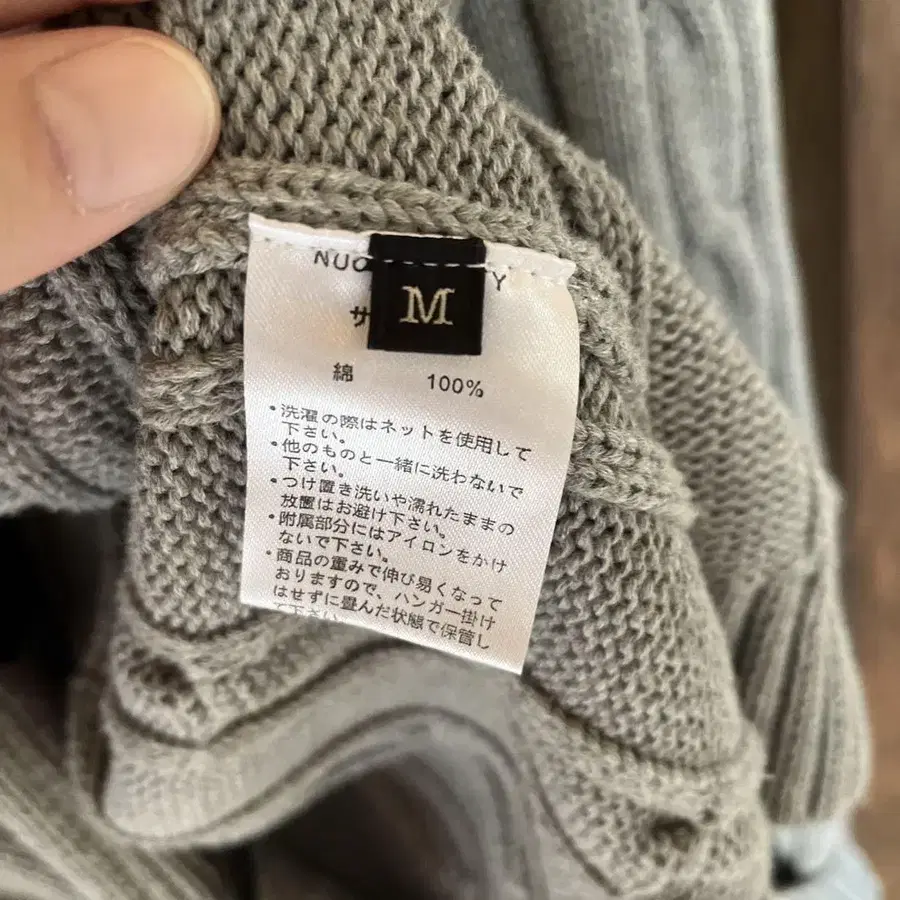 M
綿 100%
・洗濯の際はネットを使用して
下さい。
・他のものと一緒に洗わないで
下さい。
・つけ置き洗いや濡れたままの
放置はお避け下さい。
・附属部分にはアイロンをかけ
ないで下さい。
・商品の重みで伸び易くなって
おりますので、ハンガー掛け
はせずに畳んだ状態で保管し
て下さい。